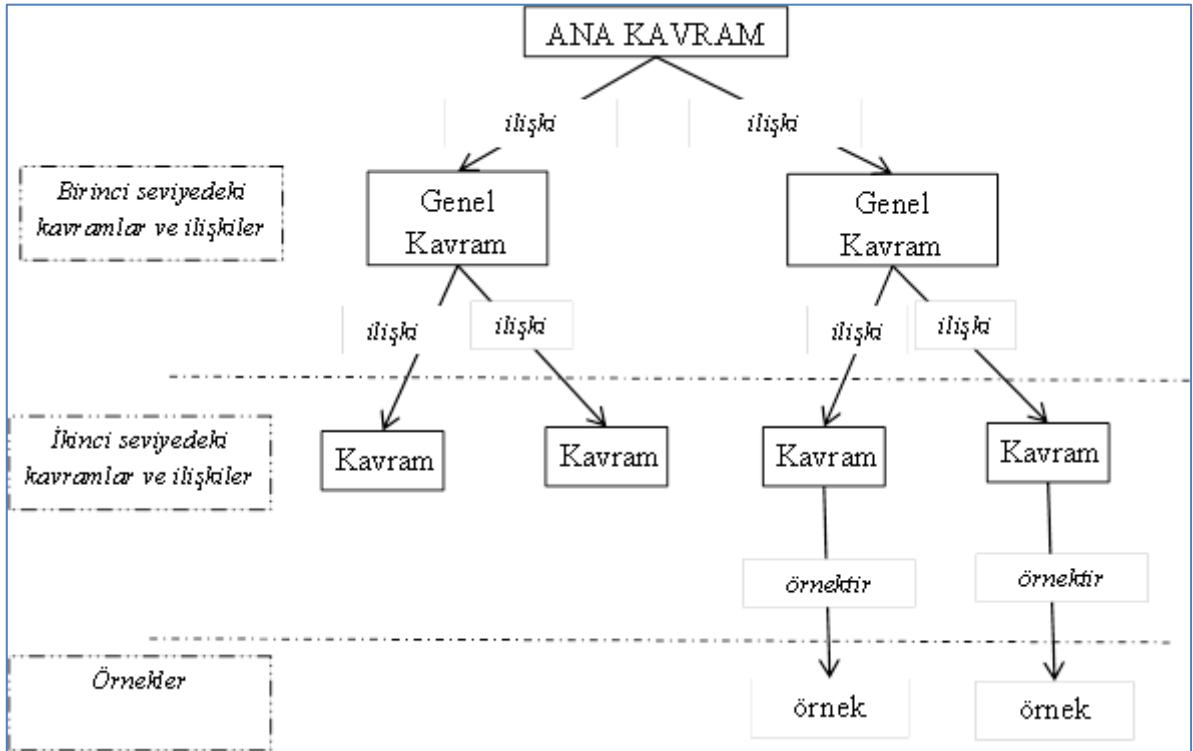 ANA KAVRAM
ilişki
ilişki
Birinci seviyedeki
kavramlar ve ilişkiler
Genel
Kavram
Genel
Kavram
ilişki
ilişki
ilişki
ilişki
İkinci seviyedeki
kavramlar ve ilişkiler
Kavram
Kavram
Kavram
Kavram
örnektir
örnektir
Örnekler
örnek
örnek